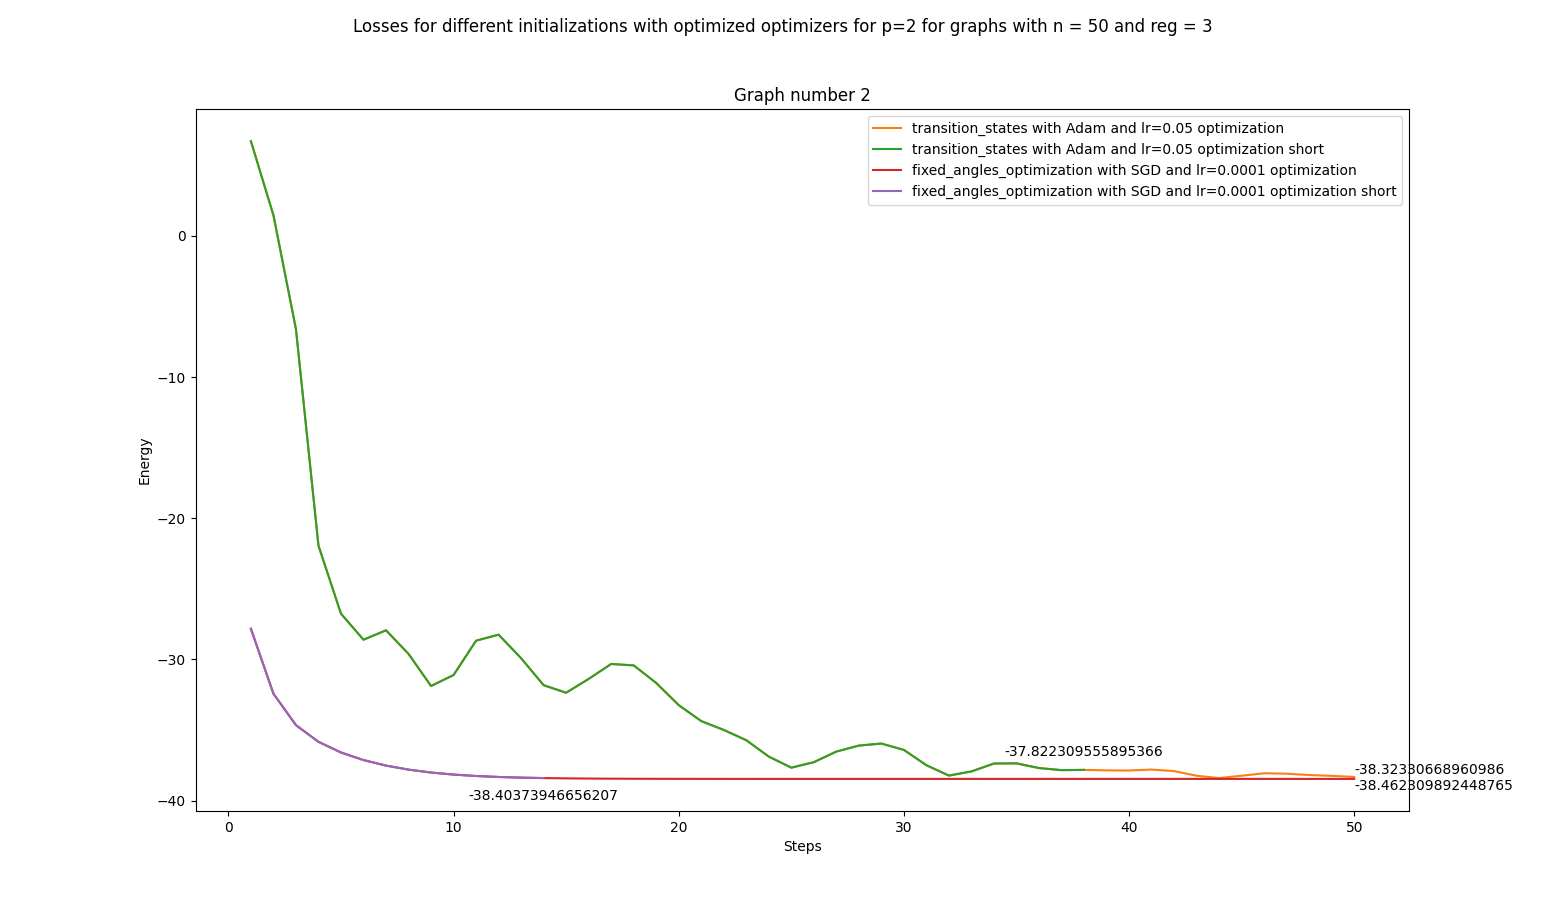 Losses for different initializations with optimized optimizers for p=2 for graphs with n = 50 and reg = 3
Graph number 2
transition_states with Adam and lr=0.05 optimization
transition_states with Adam and lr=0.05 optimization short
fixed_angles_optimization with SGD and lr=0.0001 optimization
fixed_angles_optimization with SGD and lr=0.0001 optimization short
0
−10
−20
−30
−40
Energy
-37.822309555895366
-38.32330668960986
-38.462309892448765
-38.40373946656207
0
10
20
30
40
50
Steps